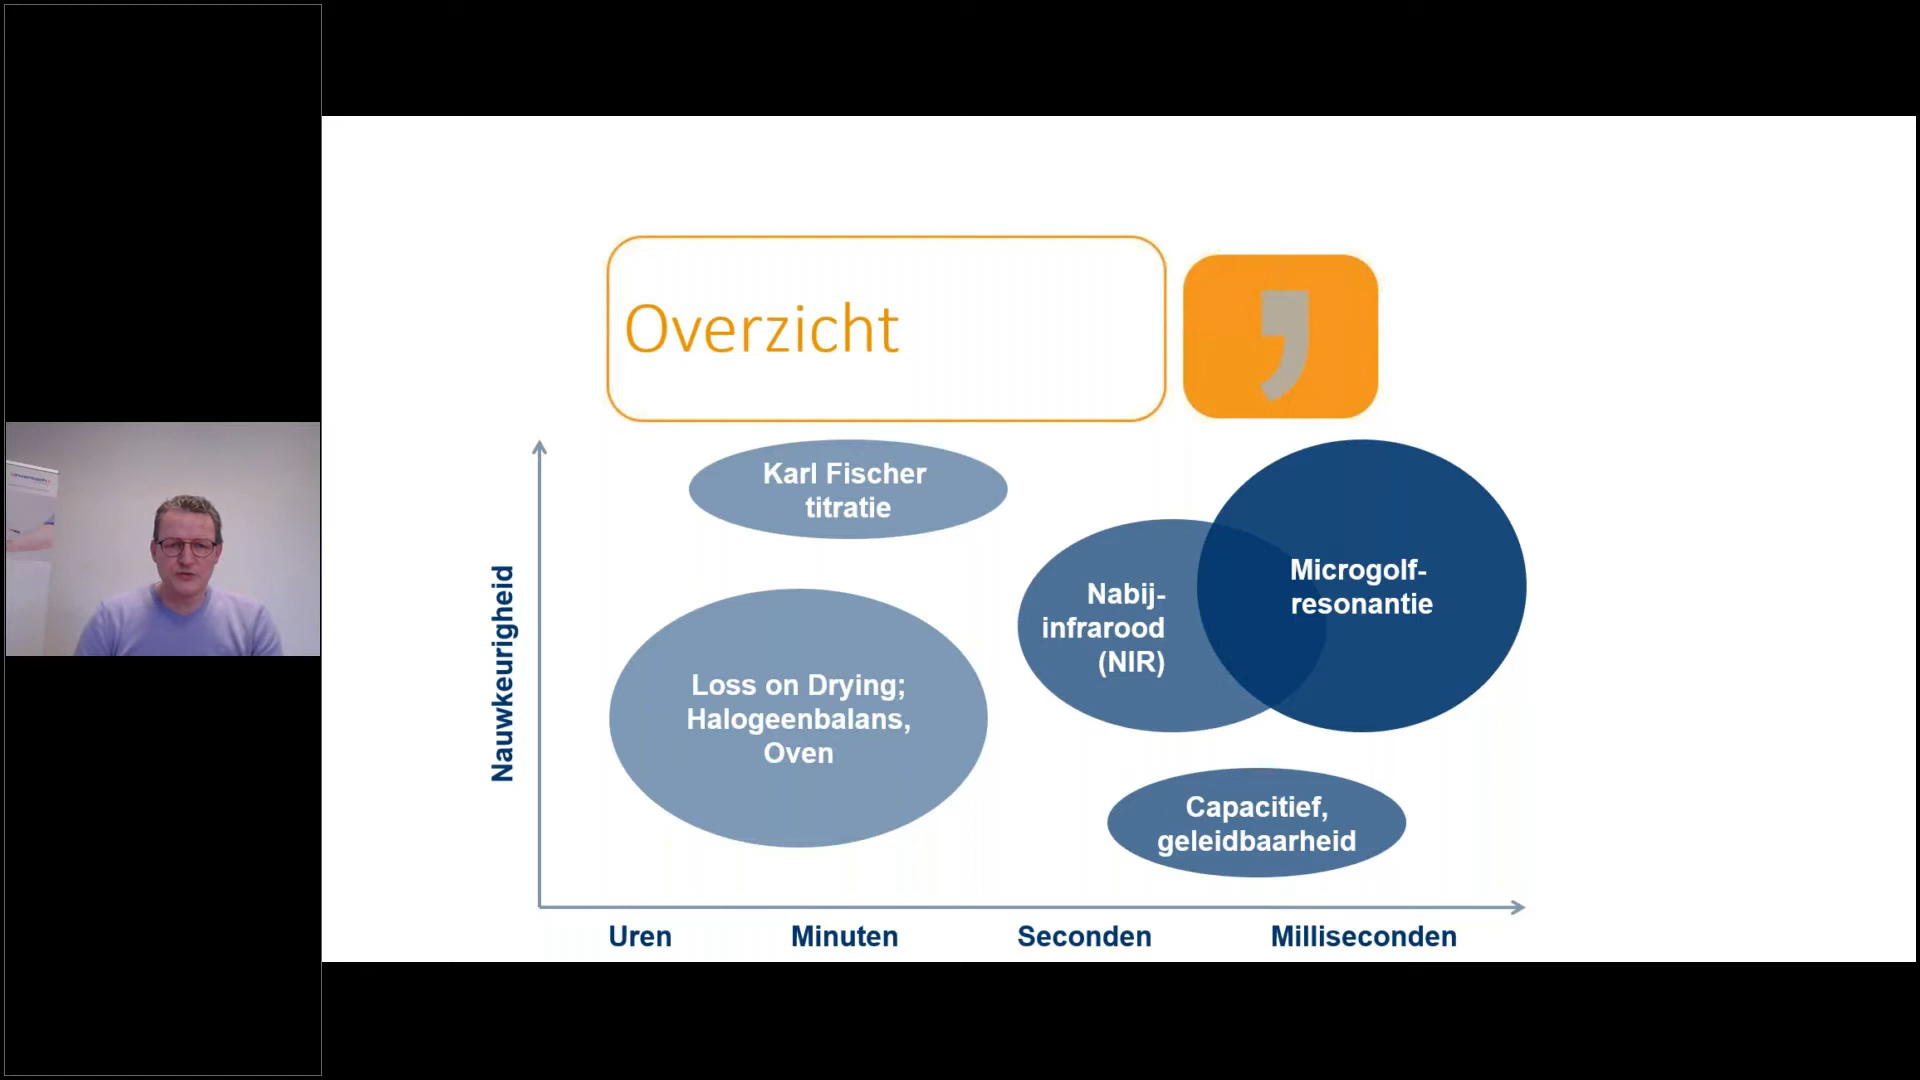 Overzicht
Karl Fischer
titratie
Nabij-
infrarood
(NIR)
Microgolf-
resonantie
Loss on Drying;
Halogeenbalans,
Oven
Capacitief,
geleidbaarheid
Nauwkeurigheid
Uren
Minuten
Seconden
Milliseconden